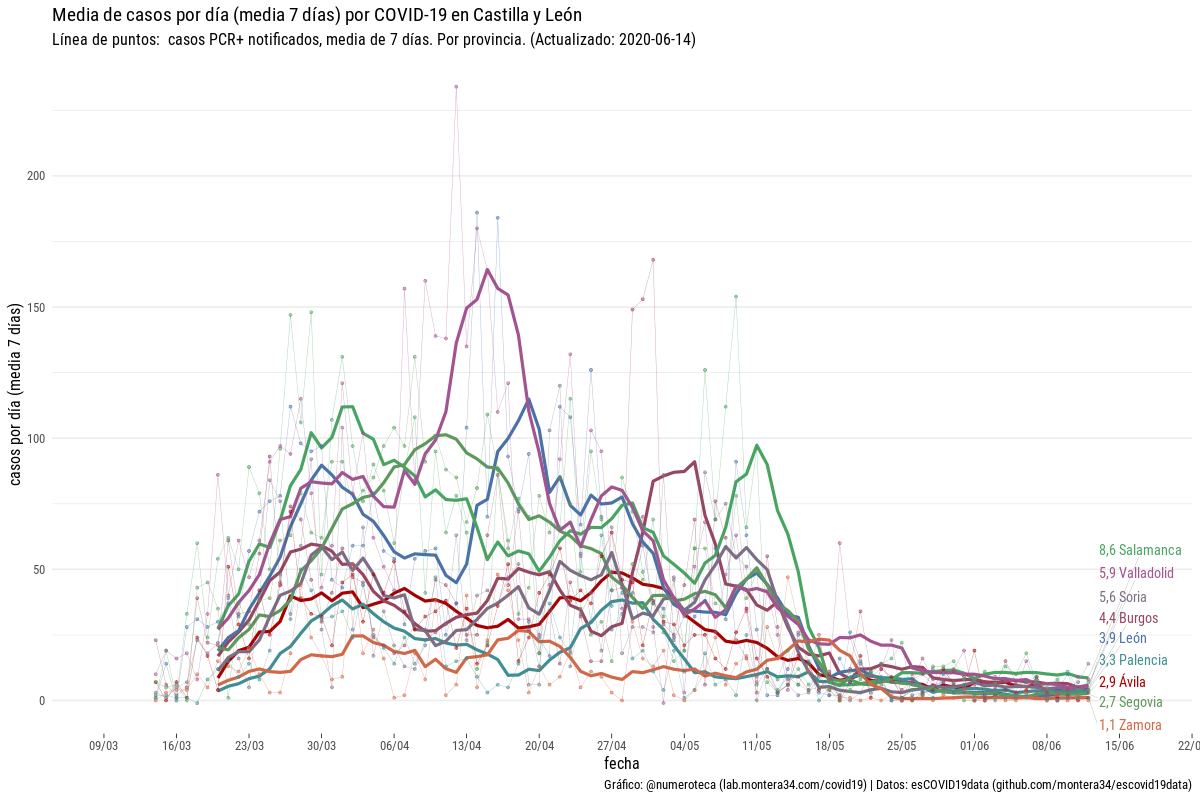 Media de casos por día (media 7 días) por COVID-19 en Castilla y León
Línea de puntos:  casos PCR+ notificados, media de 7 días. Por provincia. (Actualizado: 2020-06-14)
casos por día (media 7 días)
200
150
100
50
0
8,6 Salamanca
5,9 Valladolid
5,6 Soria
4,4 Burgos
3,9 León
3,3 Palencia
2,9 Ávila
2,7 Segovia
1,1 Zamora
09/03 16/03 23/03 30/03 06/04 13/04 20/04 27/04 04/05 11/05 18/05 25/05 01/06 08/06 15/06 22/0
fecha
Gráfico: @numeroteca (lab.montera34.com/covid19) | Datos: esCOVID19data (github.com/montera34/escovid19data)